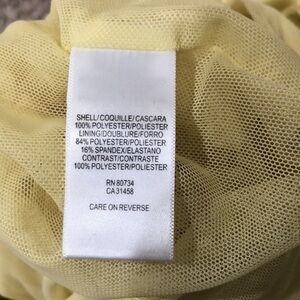 SHELL/COQUILLE/CASCARA
100% POLYESTER/POLIESTER
LINING/DOUBLURE/FORRO
84% POLYESTER/POLIESTER
16% SPANDEX/ELASTANO
CONTRAST/CONTRASTE
100% POLYESTER/POLIESTER
RN 80734
CA 31458
CARE ON REVERSE